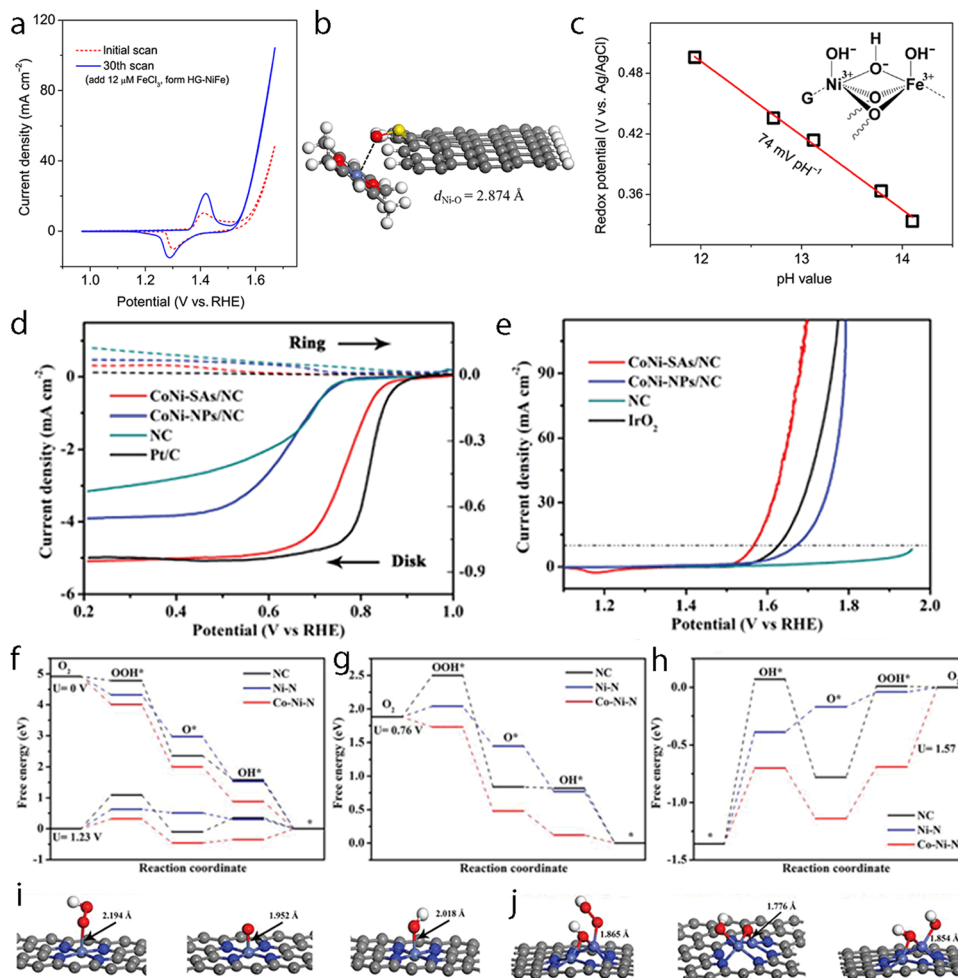 a
Initial scan
30th scan
(add 12 µM FeCl3, form HG-NiFe)
120
80
40
0
Current density (mA cm-2)
1.0
1.2
1.4
1.6
Potential (V vs. RHE)
b
dNi-O = 2.874 Å
c
0.48
0.42
0.36
Redox potential (V vs. Ag/AgCl)
H
OH−
O−
OH−
Ni3+
Fe3+
G
O
O
74 mV pH−1
12
13
14
pH value
d
Ring
CoNi-SAs/NC
CoNi-NPs/NC
NC
Pt/C
Disk
0
-2
-4
-6
0.0
-0.3
-0.6
-0.9
Current density (mA cm-2)
0.2
0.4
0.6
0.8
1.0
Potential (V vs RHE)
e
CoNi-SAs/NC
CoNi-NPs/NC
NC
IrO2
90
60
30
0
Current density (mA cm-2)
1.2
1.4
1.6
1.8
2.0
Potential (V vs RHE)
f
O2
OOH*
U= 0 V
O*
OH*
*
U= 1.23 V
NC
Ni-N
Co-Ni-N
5
4
3
2
1
0
-1
Free energy (eV)
Reaction coordinate
g
O2
OOH*
U= 0.76 V
O*
OH*
*
NC
Ni-N
Co-Ni-N
2.5
2.0
1.5
1.0
0.5
0.0
Free energy (eV)
Reaction coordinate
h
OH*
O*
OOH*
O2
U= 1.57
*
NC
Ni-N
Co-Ni-N
0.0
-0.5
-1.0
-1.5
Free energy (eV)
Reaction coordinate
i
2.194 Å
1.952 Å
2.018 Å
j
1.865 Å
1.776 Å
1.854 Å